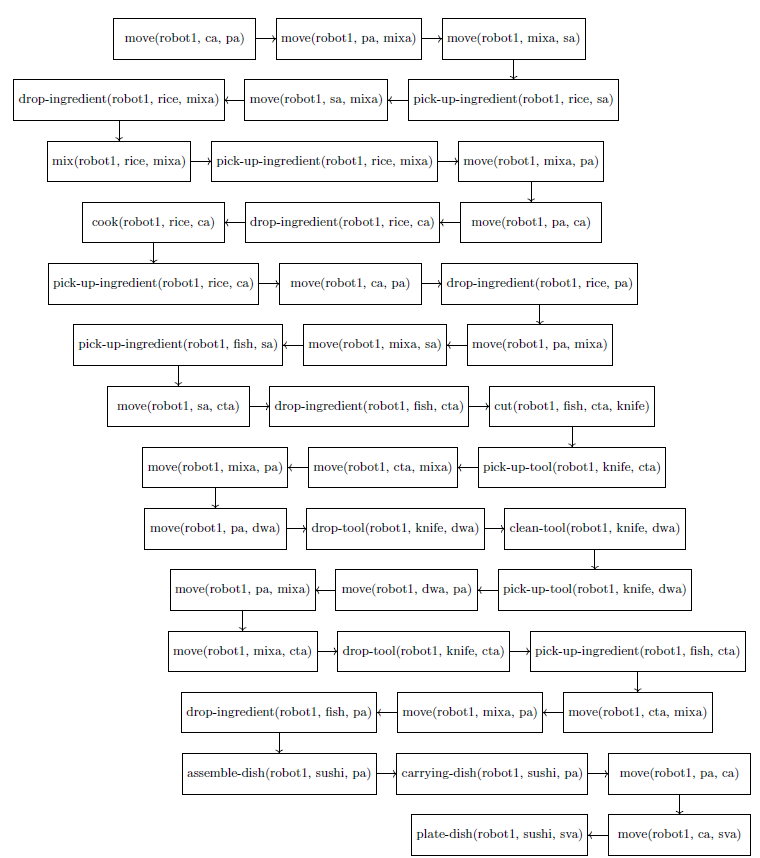 move(robot1, ca, pa) move(robot1, pa, mixa) move(robot1, mixa, sa)
drop-ingredient(robot1, rice, mixa) move(robot1, sa, mixa) pick-up-ingredient(robot1, rice, sa)
mix(robot1, rice, mixa) pick-up-ingredient(robot1, rice, mixa) move(robot1, mixa, pa)
cook(robot1, rice, ca) drop-ingredient(robot1, rice, ca) move(robot1, pa, ca)
pick-up-ingredient(robot1, rice, ca) move(robot1, ca, pa) drop-ingredient(robot1, rice, pa)
pick-up-ingredient(robot1, fish, sa) move(robot1, mixa, sa) move(robot1, pa, mixa)
move(robot1, sa, cta) drop-ingredient(robot1, fish, cta) cut(robot1, fish, cta, knife)
move(robot1, mixa, pa) move(robot1, cta, mixa) pick-up-tool(robot1, knife, cta)
move(robot1, pa, dwa) drop-tool(robot1, knife, dwa) clean-tool(robot1, knife, dwa)
move(robot1, pa, mixa) move(robot1, dwa, pa) pick-up-tool(robot1, knife, dwa)
move(robot1, mixa, cta) drop-tool(robot1, knife, cta) pick-up-ingredient(robot1, fish, cta)
drop-ingredient(robot1, fish, pa) move(robot1, mixa, pa) move(robot1, cta, mixa)
assemble-dish(robot1, sushi, pa) carrying-dish(robot1, sushi, pa) move(robot1, pa, ca)
plate-dish(robot1, sushi, sva) move(robot1, ca, sva)